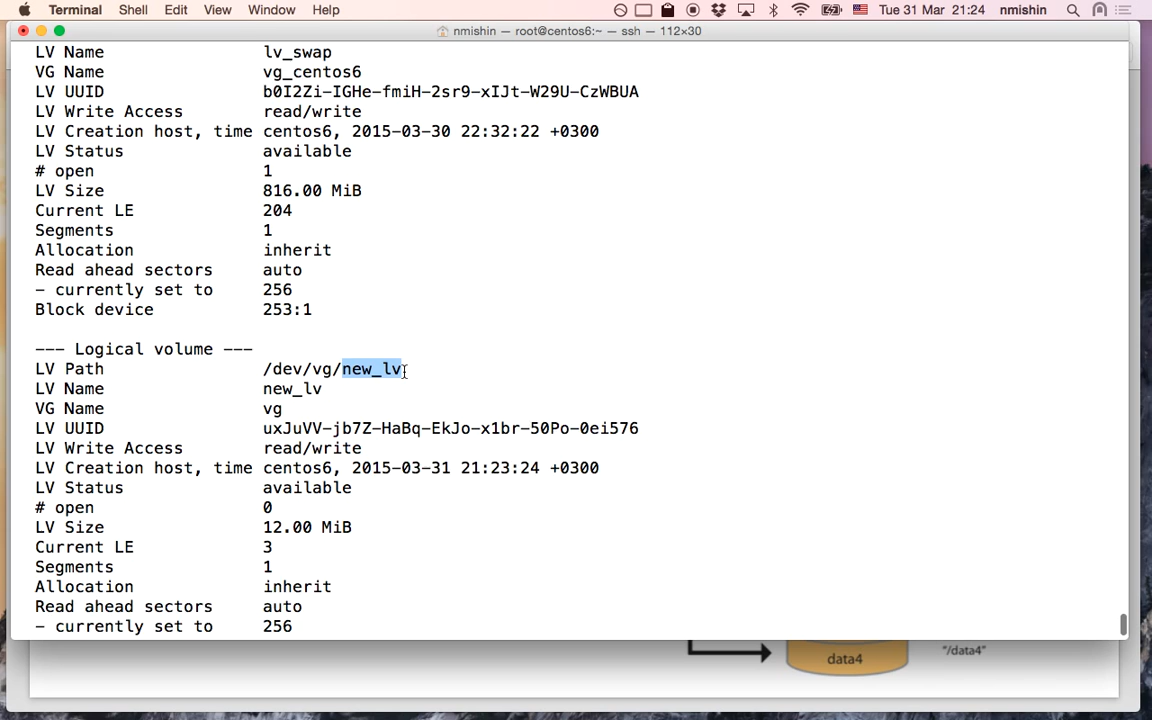 Terminal Shell Edit View Window Help Tue 31 Mar 21:24 nmishin
nmishin — root@centos6:~ — ssh — 112×30
LV Name lv_swap
VG Name vg_centos6
LV UUID b0I2Zi-IGHe-fmiH-2sr9-xIJt-W29U-CzWBUA
LV Write Access read/write
LV Creation host, time centos6, 2015-03-30 22:32:22 +0300
LV Status available
# open 1
LV Size 816.00 MiB
Current LE 204
Segments 1
Allocation inherit
Read ahead sectors auto
- currently set to 256
Block device 253:1
--- Logical volume ---
LV Path /dev/vg/new_lv
LV Name new_lv
VG Name vg
LV UUID uxJuVV-jb7Z-HaBq-EkJo-x1br-50Po-0ei576
LV Write Access read/write
LV Creation host, time centos6, 2015-03-31 21:23:24 +0300
LV Status available
# open 0
LV Size 12.00 MiB
Current LE 3
Segments 1
Allocation inherit
Read ahead sectors auto
- currently set to 256
data4 "/data4"